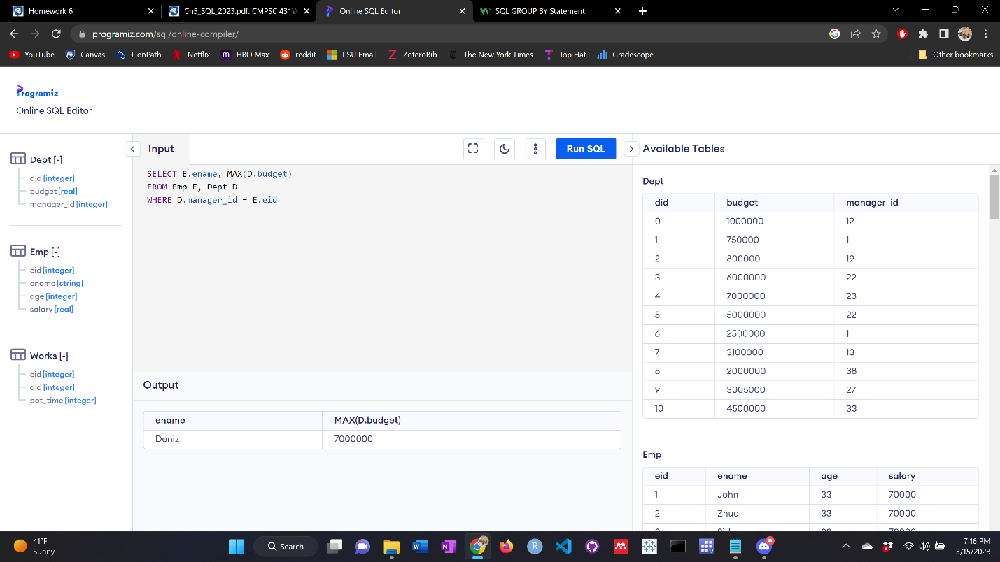 Homework 6
Ch5_SQL_2023.pdf: CMPSC 431W
Online SQL Editor
SQL GROUP BY Statement
programiz.com/sql/online-compiler/
YouTube
Canvas
LionPath
Netflix
HBO Max
reddit
PSU Email
ZoteroBib
The New York Times
Top Hat
Gradescope
Other bookmarks
Programiz
Online SQL Editor
Dept [-]
did [integer]
budget [real]
manager_id [integer]
Emp [-]
eid [integer]
ename [string]
age [integer]
salary [real]
Works [-]
eid [integer]
did [integer]
pct_time [integer]
Input
Run SQL
SELECT E.ename, MAX(D.budget)
FROM Emp E, Dept D
WHERE D.manager_id = E.eid
Output
ename MAX(D.budget)
Deniz 7000000
Available Tables
Dept
did budget manager_id
0 1000000 12
1 750000 1
2 800000 19
3 6000000 22
4 7000000 23
5 5000000 22
6 2500000 1
7 3100000 13
8 2000000 38
9 3005000 27
10 4500000 33
Emp
eid ename age salary
1 John 33 70000
2 Zhuo 33 70000
41°F
Sunny
Search
7:16 PM
3/15/2023